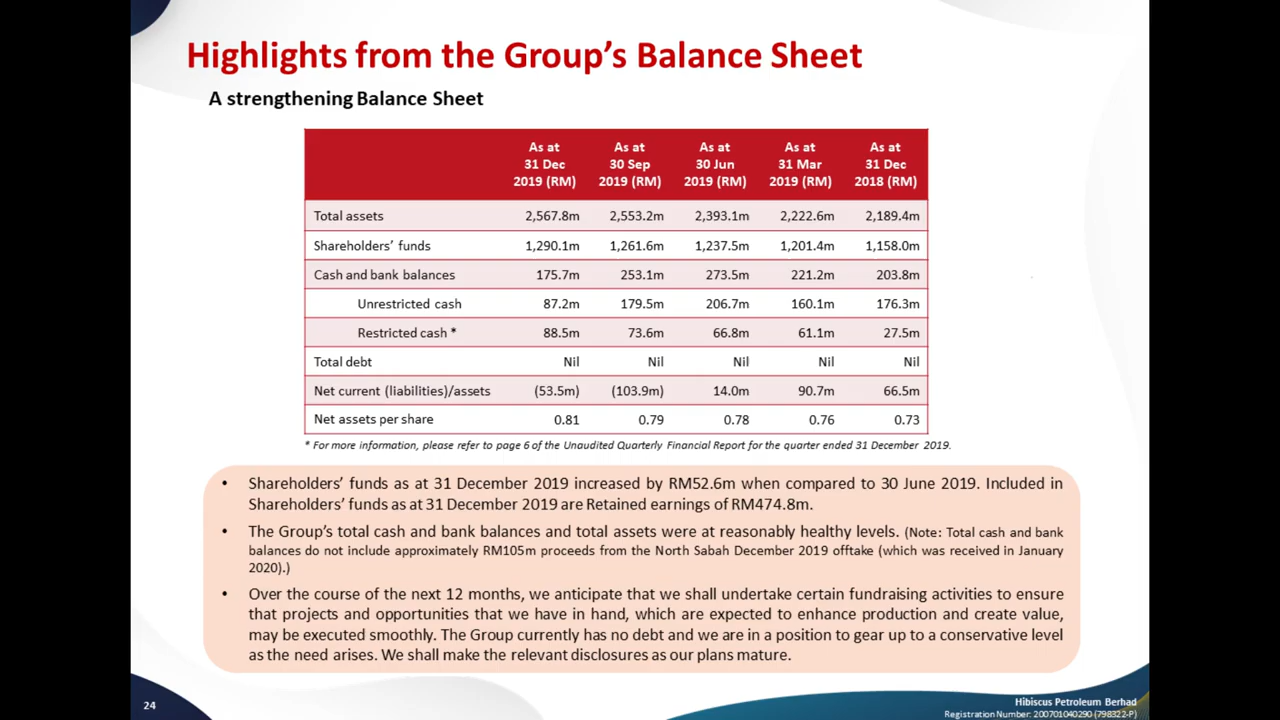 Highlights from the Group's Balance Sheet
A strengthening Balance Sheet
As at 31 Dec 2019 (RM) As at 30 Sep 2019 (RM) As at 30 Jun 2019 (RM) As at 31 Mar 2019 (RM) As at 31 Dec 2018 (RM)
Total assets 2,567.8m 2,553.2m 2,393.1m 2,222.6m 2,189.4m
Shareholders' funds 1,290.1m 1,261.6m 1,237.5m 1,201.4m 1,158.0m
Cash and bank balances 175.7m 253.1m 273.5m 221.2m 203.8m
Unrestricted cash 87.2m 179.5m 206.7m 160.1m 176.3m
Restricted cash * 88.5m 73.6m 66.8m 61.1m 27.5m
Total debt Nil Nil Nil Nil Nil
Net current (liabilities)/assets (53.5m) (103.9m) 14.0m 90.7m 66.5m
Net assets per share 0.81 0.79 0.78 0.76 0.73
* For more information, please refer to page 6 of the Unaudited Quarterly Financial Report for the quarter ended 31 December 2019.
• Shareholders' funds as at 31 December 2019 increased by RM52.6m when compared to 30 June 2019. Included in
Shareholders' funds as at 31 December 2019 are Retained earnings of RM474.8m.
• The Group's total cash and bank balances and total assets were at reasonably healthy levels. (Note: Total cash and bank
balances do not include approximately RM105m proceeds from the North Sabah December 2019 offtake (which was received in January
2020).)
• Over the course of the next 12 months, we anticipate that we shall undertake certain fundraising activities to ensure
that projects and opportunities that we have in hand, which are expected to enhance production and create value,
may be executed smoothly. The Group currently has no debt and we are in a position to gear up to a conservative level
as the need arises. We shall make the relevant disclosures as our plans mature.
24
Hibiscus Petroleum Berhad
Registration Number: 200701040290 (798322-P)